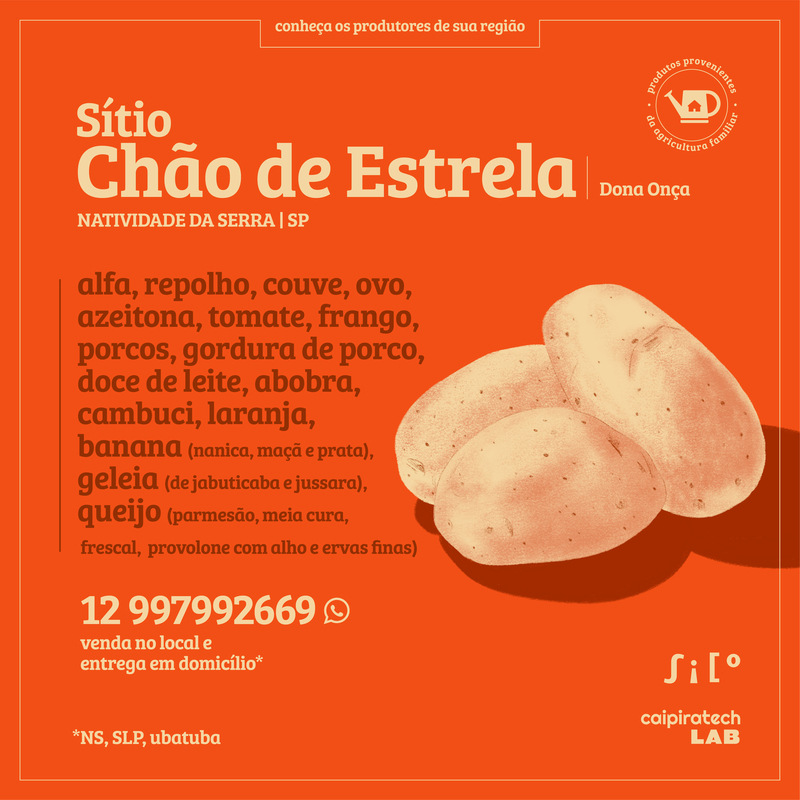 conheça os produtores de sua região
produtos provenientes
da agricultura familiar
Sítio
Chão de Estrela | Dona Onça
NATIVIDADE DA SERRA | SP
alfa, repolho, couve, ovo,
azeitona, tomate, frango,
porcos, gordura de porco,
doce de leite, abobra,
cambuci, laranja,
banana (nanica, maçã e prata),
geleia (de jabuticaba e jussara),
queijo (parmesão, meia cura,
frescal, provolone com alho e ervas finas)
12 997992669
venda no local e
entrega em domicílio*
*NS, SLP, ubatuba
caipiratech
LAB